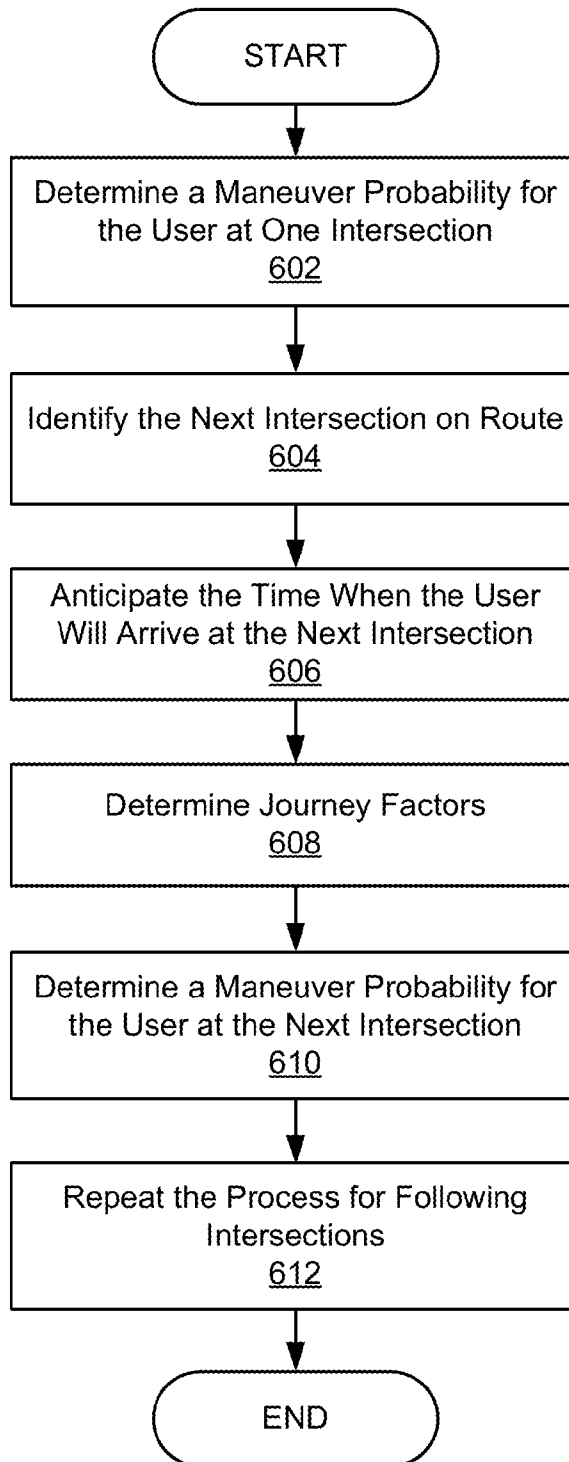 START
Determine a Maneuver Probability for
the User at One Intersection
602
Identify the Next Intersection on Route
604
Anticipate the Time When the User
Will Arrive at the Next Intersection
606
Determine Journey Factors
608
Determine a Maneuver Probability for
the User at the Next Intersection
610
Repeat the Process for Following
Intersections
612
END